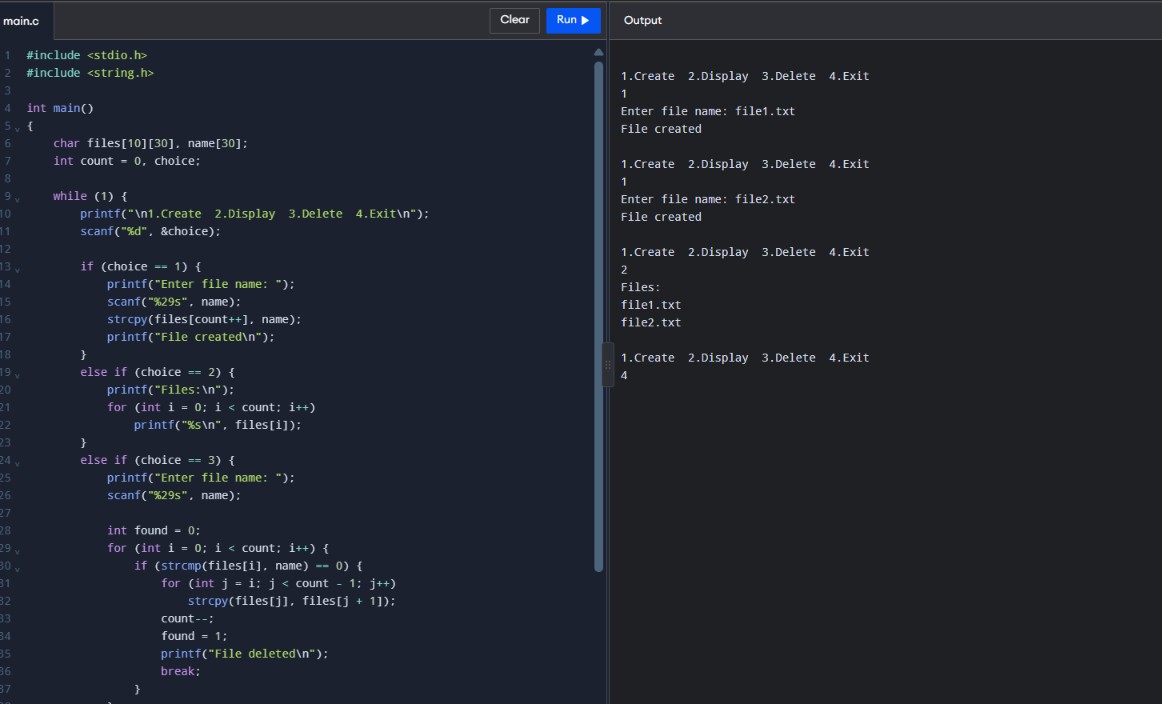 main.c
Clear
Run
1 #include <stdio.h>
2 #include <string.h>
3
4 int main()
5 {
6     char files[10][30], name[30];
7     int count = 0, choice;
8
9     while (1) {
10         printf("\n1.Create  2.Display  3.Delete  4.Exit\n");
11         scanf("%d", &choice);
12
13         if (choice == 1) {
14             printf("Enter file name: ");
15             scanf("%29s", name);
16             strcpy(files[count++], name);
17             printf("File created\n");
18         }
19         else if (choice == 2) {
20             printf("Files:\n");
21             for (int i = 0; i < count; i++)
22                 printf("%s\n", files[i]);
23         }
24         else if (choice == 3) {
25             printf("Enter file name: ");
26             scanf("%29s", name);
27
28             int found = 0;
29             for (int i = 0; i < count; i++) {
30                 if (strcmp(files[i], name) == 0) {
31                     for (int j = i; j < count - 1; j++)
32                         strcpy(files[j], files[j + 1]);
33                     count--;
34                     found = 1;
35                     printf("File deleted\n");
36                     break;
37                 }
Output
1.Create  2.Display  3.Delete  4.Exit
1
Enter file name: file1.txt
File created
1.Create  2.Display  3.Delete  4.Exit
1
Enter file name: file2.txt
File created
1.Create  2.Display  3.Delete  4.Exit
2
Files:
file1.txt
file2.txt
1.Create  2.Display  3.Delete  4.Exit
4